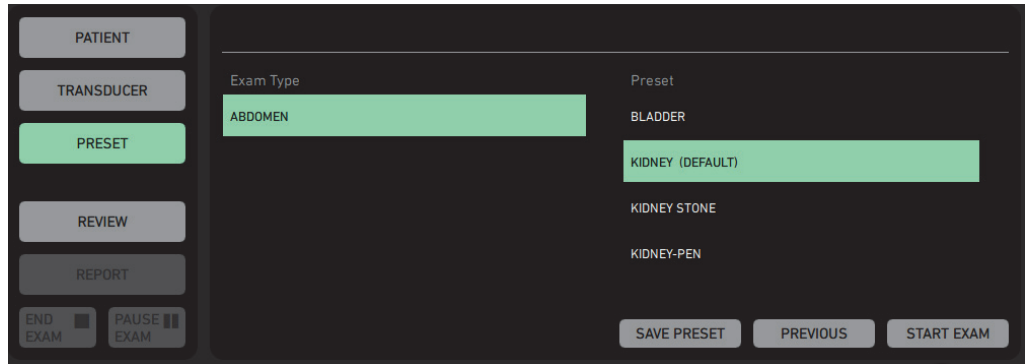 PATIENT
TRANSDUCER
PRESET
REVIEW
REPORT
END
EXAM
PAUSE
EXAM
Exam Type
ABDOMEN
Preset
BLADDER
KIDNEY (DEFAULT)
KIDNEY STONE
KIDNEY-PEN
SAVE PRESET
PREVIOUS
START EXAM